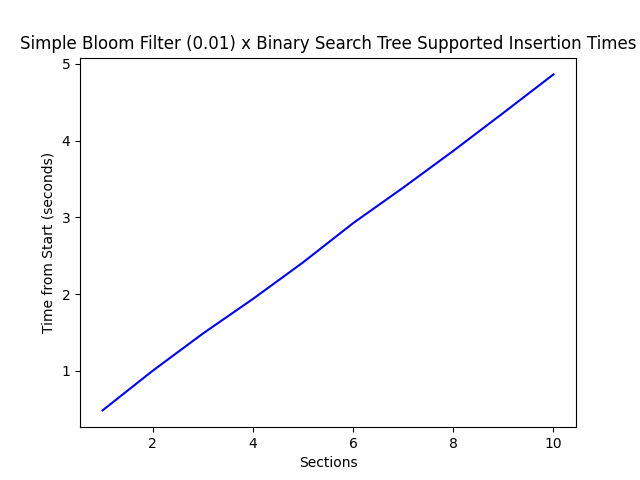 Simple Bloom Filter (0.01) x Binary Search Tree Supported Insertion Times
5
4
3
2
1
Time from Start (seconds)
2 4 6 8 10
Sections